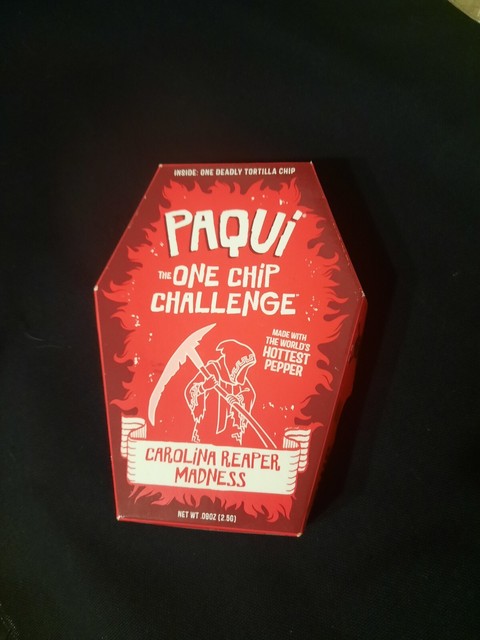 INSIDE: ONE DEADLY TORTILLA CHIP
PAQUI
THE ONE CHIP
CHALLENGE™
MADE WITH
THE WORLD'S
HOTTEST
PEPPER
CAROLINA REAPER
MADNESS
NET WT .09OZ (2.5G)